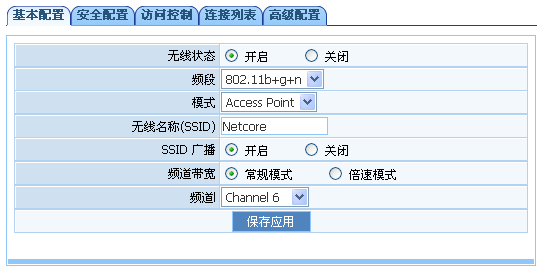 基本配置 安全配置 访问控制 连接列表 高级配置
无线状态 开启 关闭
频段 802.11b+g+n
模式 Access Point
无线名称(SSID) Netcore
SSID 广播 开启 关闭
频道带宽 常规模式 倍速模式
频道l Channel 6
保存应用